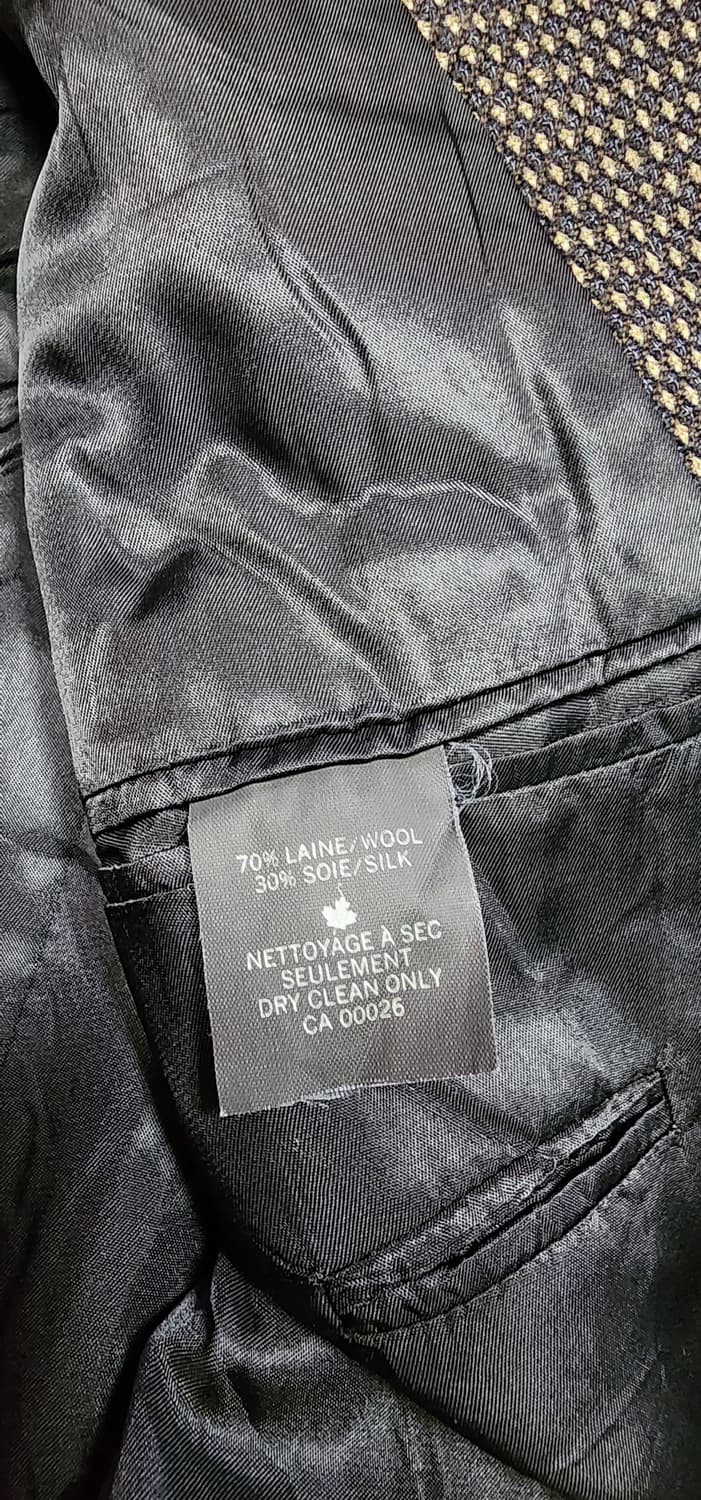 70% LAINE/WOOL
30% SOIE/SILK
NETTOYAGE À SEC
SEULEMENT
DRY CLEAN ONLY
CA 00026